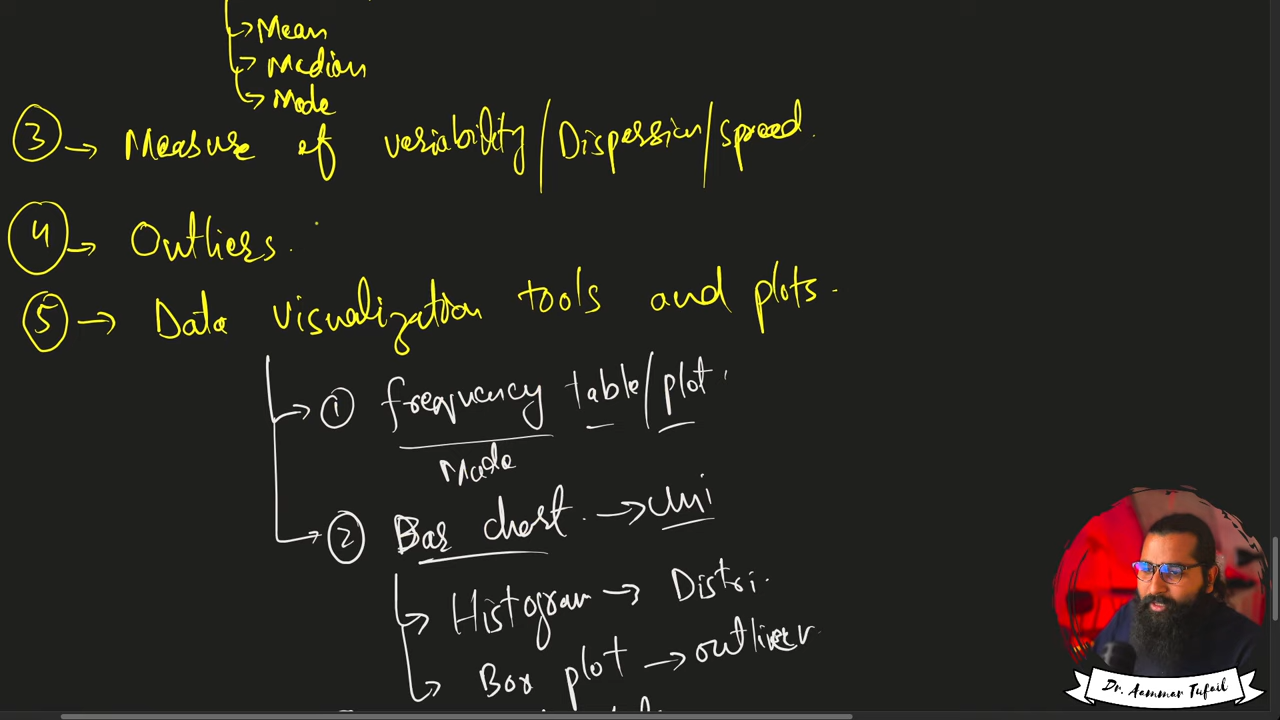 → Mean
→ Median
→ Mode
③ → Measure of variability/Dispersion/spread.
④ → Outliers.
⑤ → Data visualization tools and plots.
→ ① frequency table/plot.
Mode
→ ② Bar chart. → Uni
→ Histogram → Distri.
→ Box plot → outlier
Dr. Aammar Tufail